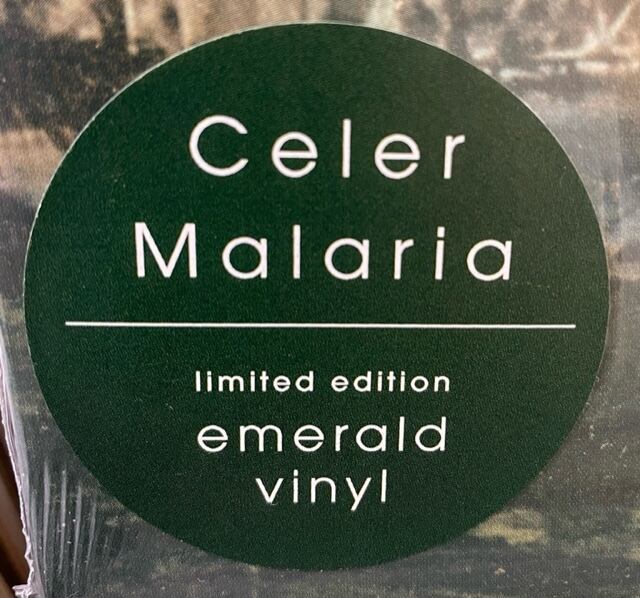 Celer
Malaria
limited edition
emerald
vinyl